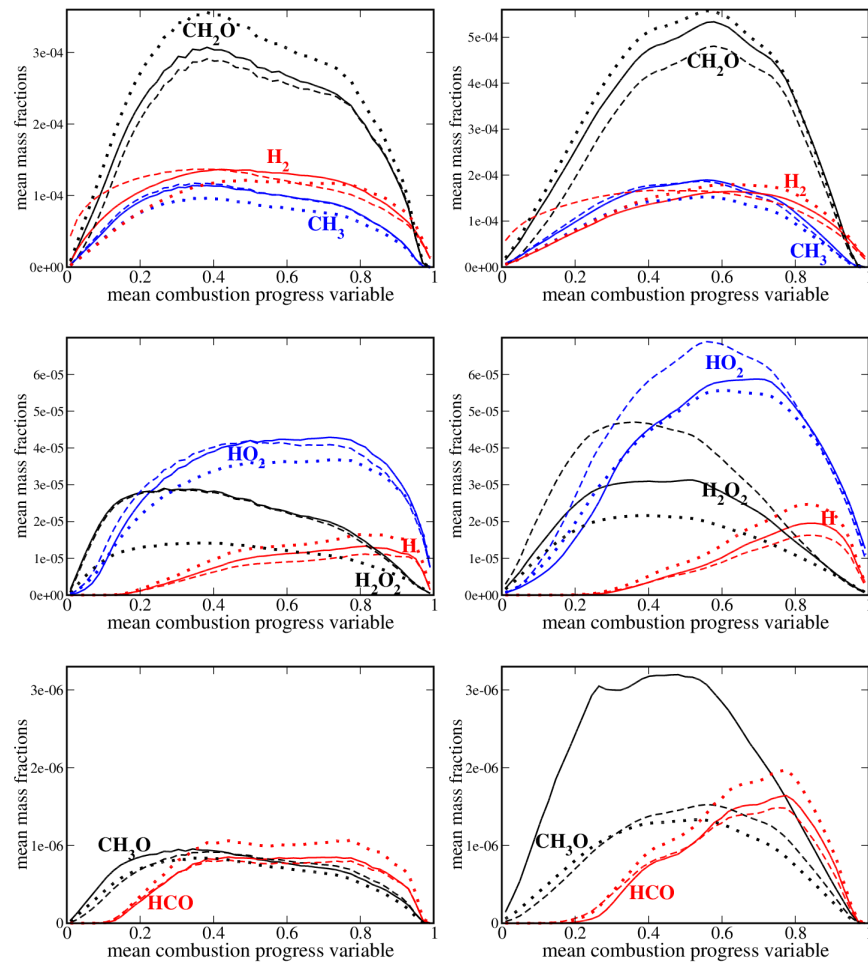 3e-04
2e-04
1e-04
0e+00
mean mass fractions
CH2O
H2
CH3
0 0.2 0.4 0.6 0.8 1
mean combustion progress variable
5e-04
4e-04
3e-04
2e-04
1e-04
0e+00
mean mass fractions
CH2O
H2
CH3
0 0.2 0.4 0.6 0.8
mean combustion progress variable
6e-05
5e-05
4e-05
3e-05
2e-05
1e-05
0e+00
mean mass fractions
HO2
H
H2O2
0 0.2 0.4 0.6 0.8 1
mean combustion progress variable
6e-05
5e-05
4e-05
3e-05
2e-05
1e-05
0e+00
mean mass fractions
HO2
H2O2
H
0 0.2 0.4 0.6 0.8
mean combustion progress variable
3e-06
2e-06
1e-06
0
mean mass fractions
CH3O
HCO
0 0.2 0.4 0.6 0.8 1
mean combustion progress variable
3e-06
2e-06
1e-06
0
mean mass fractions
CH3O
HCO
0 0.2 0.4 0.6 0.8
mean combustion progress variable